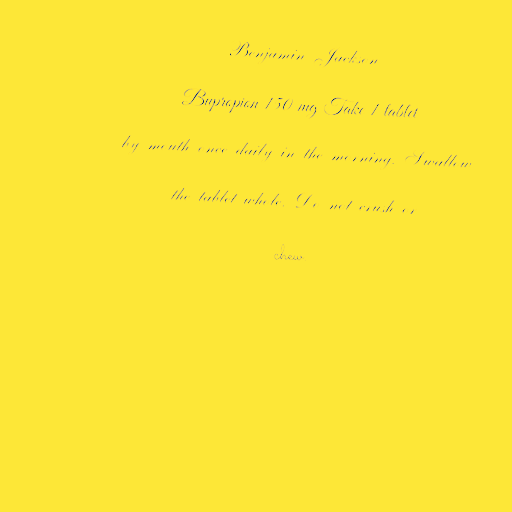 Benjamin Jackson
Bupropion 150 mg Take 1 tablet
by mouth once daily in the morning. Swallow
the tablet whole. Do not crush or
chew